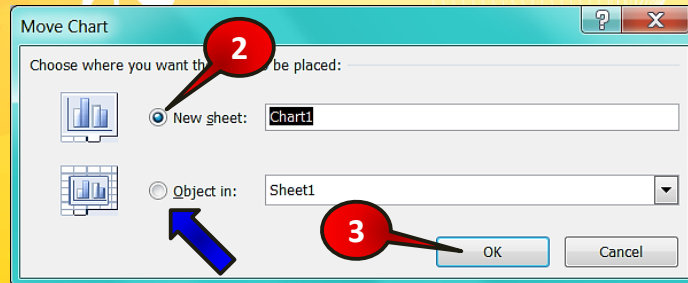 Move Chart
? X
2
Choose where you want th be placed:
New sheet: Chart1
Object in: Sheet1
3
OK Cancel